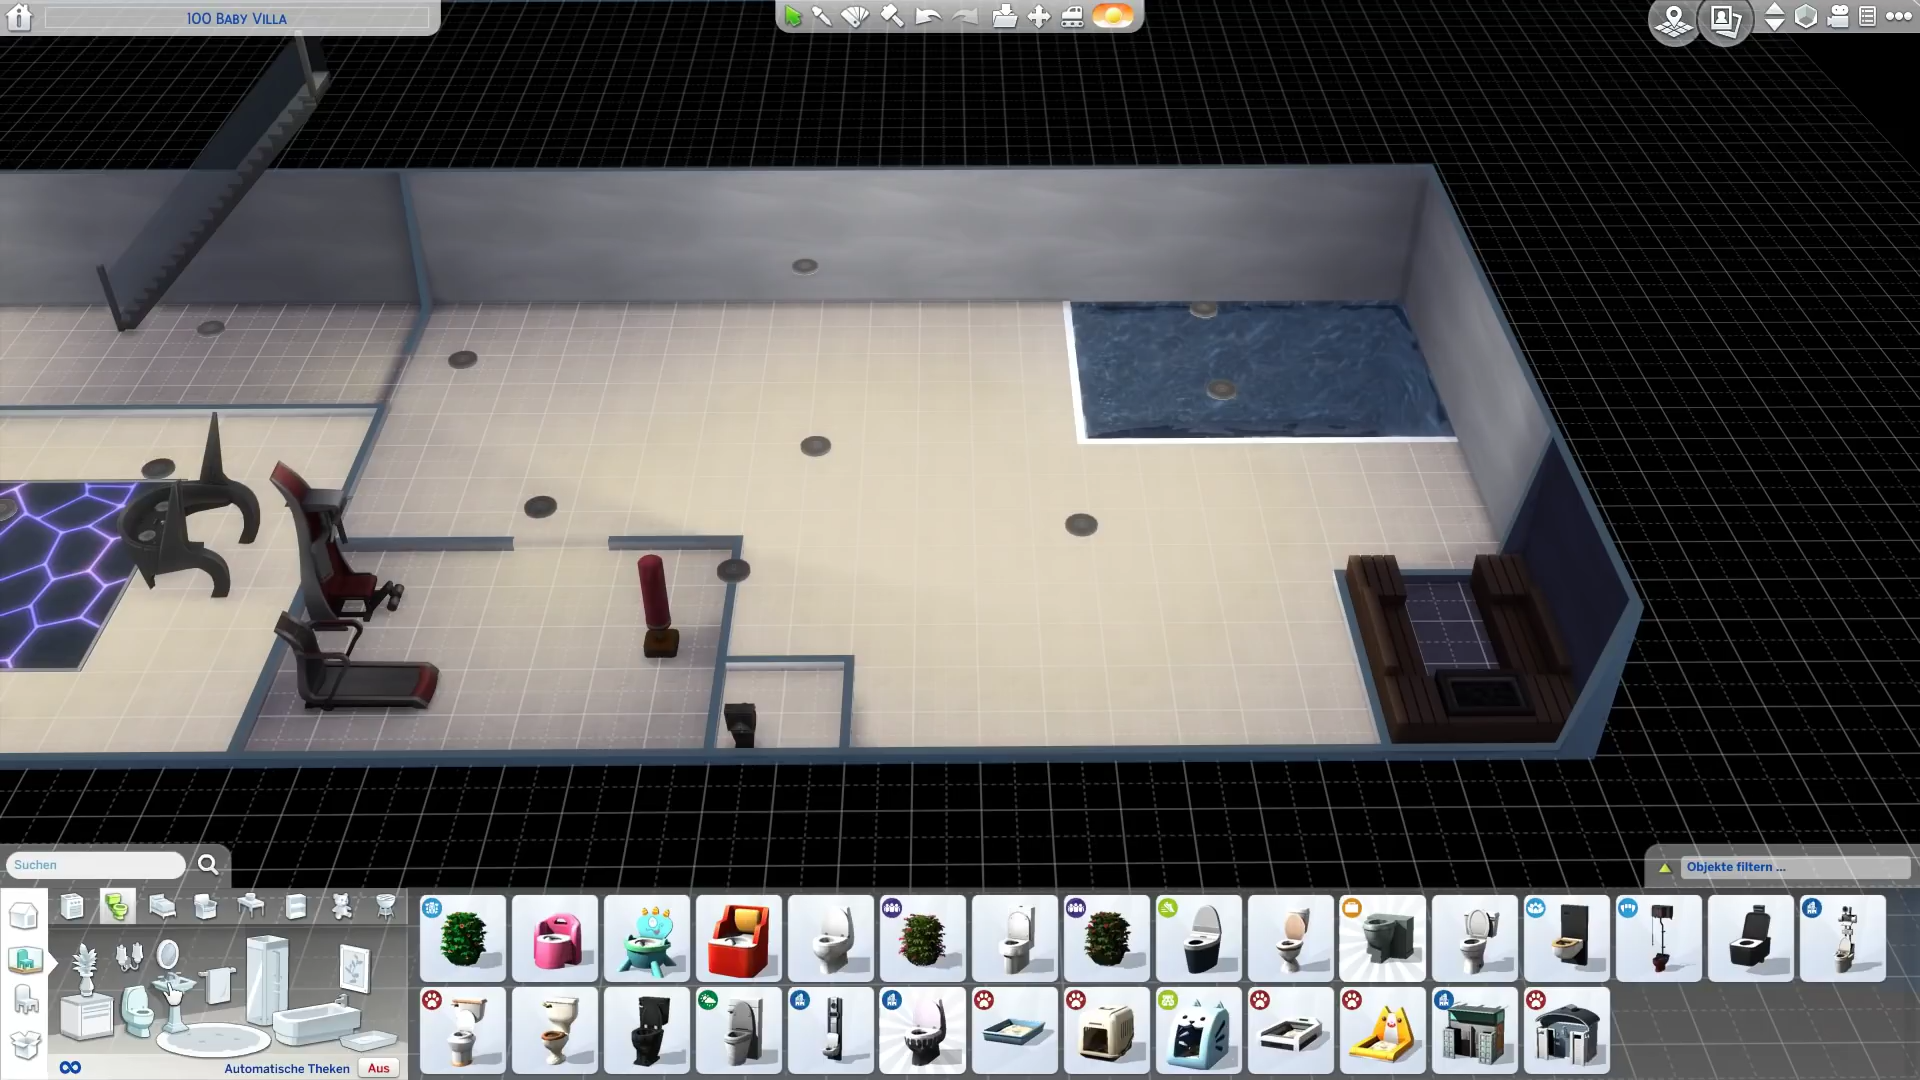 100 Baby Villa
Suchen
Objekte filtern ...
Automatische Theken Aus